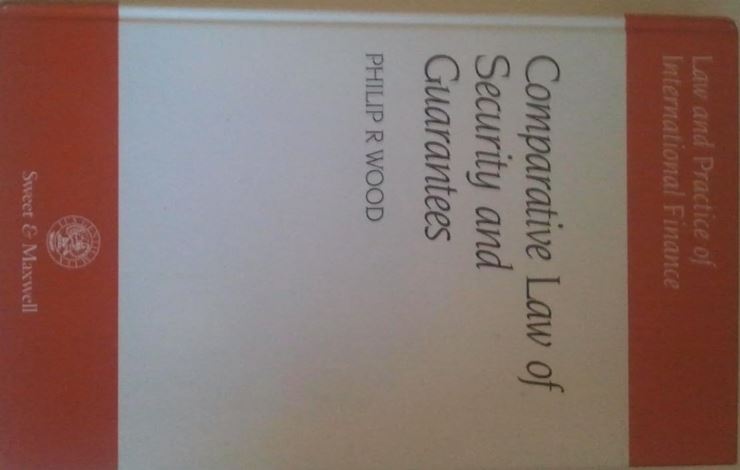 Law and Practice of
International Finance
Comparative Law of
Security and
Guarantees
PHILIP R WOOD
Sweet & Maxwell